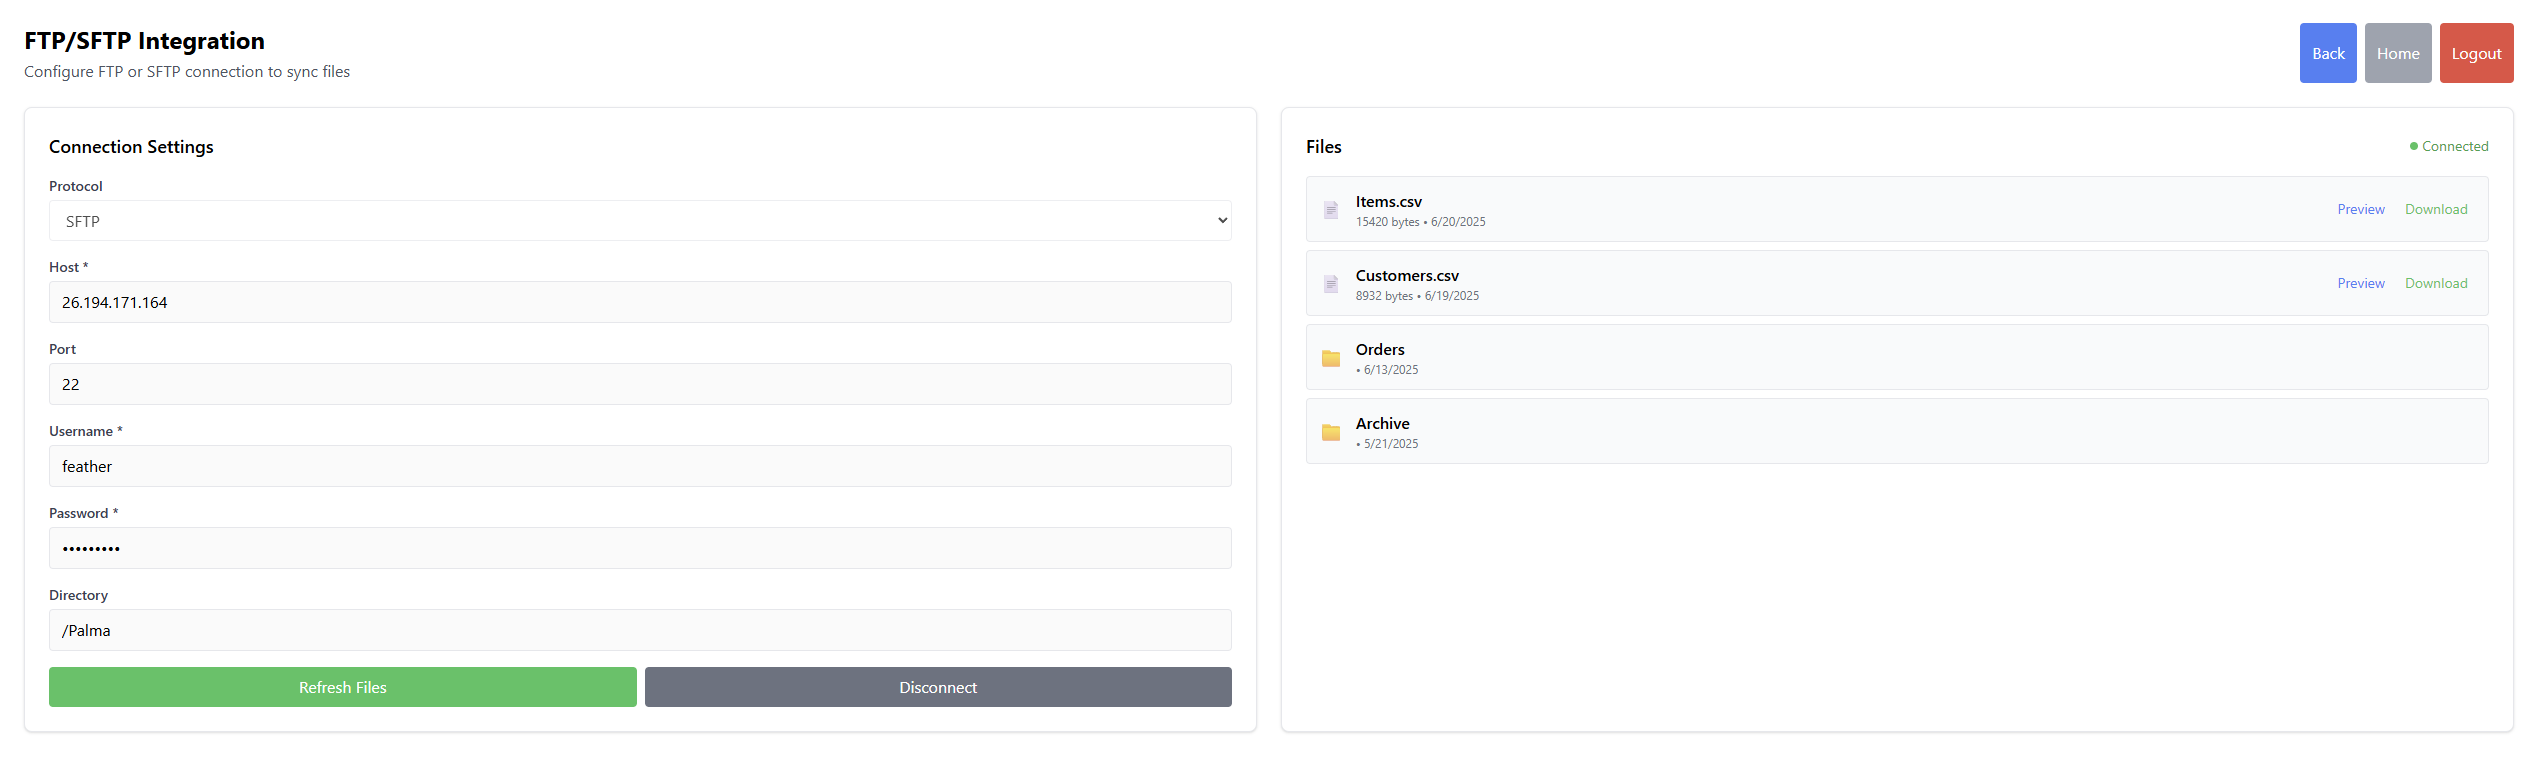 FTP/SFTP Integration
Configure FTP or SFTP connection to sync files
Back
Home
Logout
Connection Settings
Protocol
SFTP
Host *
26.194.171.164
Port
22
Username *
feather
Password *
•••••••••
Directory
/Palma
Refresh Files
Disconnect
Files
Connected
Items.csv
15420 bytes • 6/20/2025
Preview
Download
Customers.csv
8932 bytes • 6/19/2025
Preview
Download
Orders
• 6/13/2025
Archive
• 5/21/2025